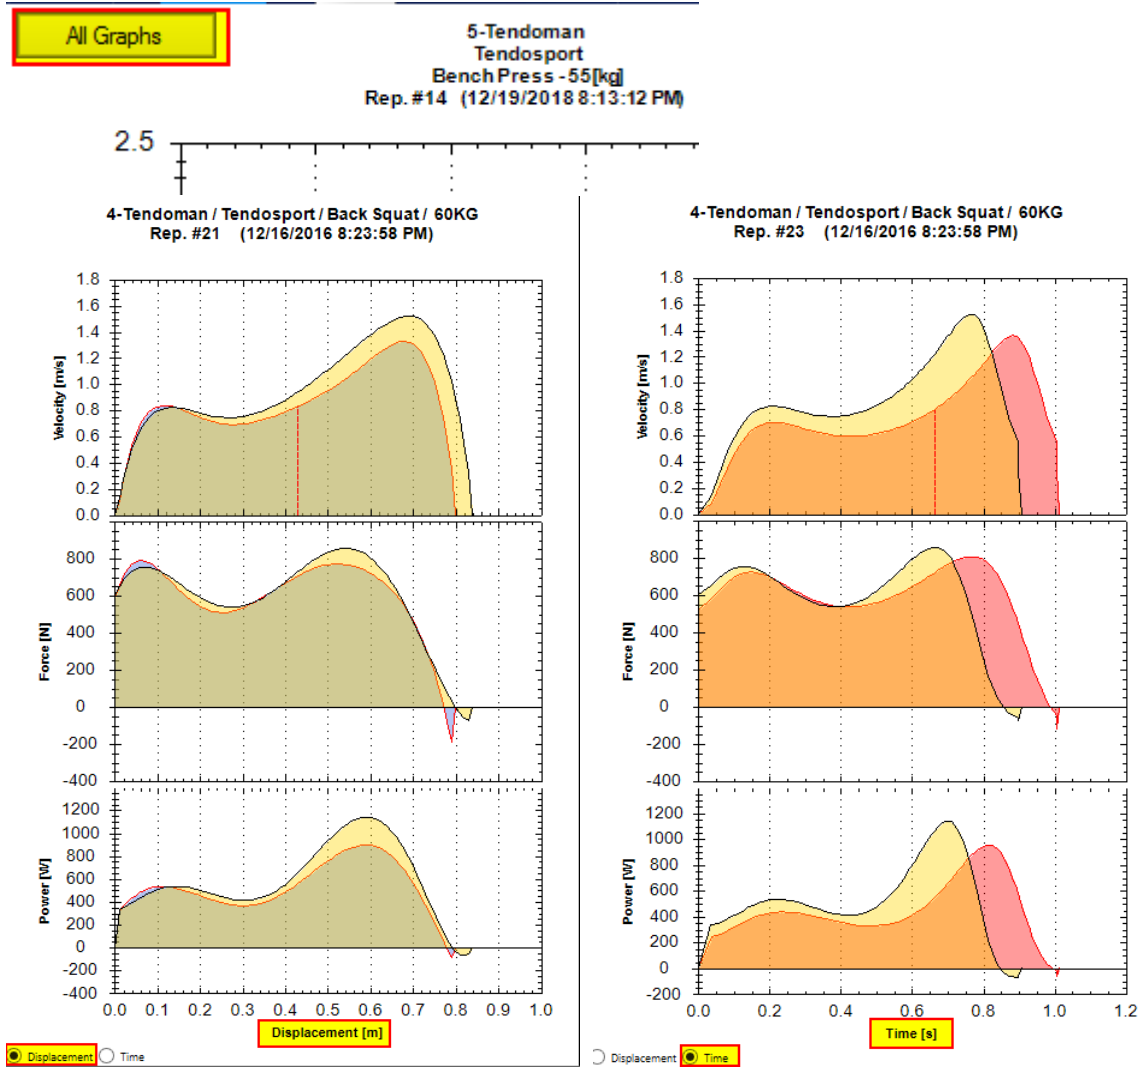 All Graphs
5-Tendoman
Tendosport
Bench Press - 55[kg]
Rep. #14 (12/19/2018 8:13:12 PM)
2.5
4-Tendoman / Tendosport / Back Squat / 60KG
Rep. #21 (12/16/2016 8:23:58 PM)
1.8
1.6
1.4
1.2
1.0
0.8
0.6
0.4
0.2
0.0
Velocity [m/s]
800
600
400
200
0
-200
-400
Force [N]
1200
1000
800
600
400
200
0
-200
-400
Power [W]
0.0 0.1 0.2 0.3 0.4 0.5 0.6 0.7 0.8 0.9 1.0
Displacement [m]
Displacement Time
4-Tendoman / Tendosport / Back Squat / 60KG
Rep. #23 (12/16/2016 8:23:58 PM)
1.8
1.6
1.4
1.2
1.0
0.8
0.6
0.4
0.2
0.0
Velocity [m/s]
800
600
400
200
0
-200
-400
Force [N]
1200
1000
800
600
400
200
0
-200
Power [W]
0.0 0.2 0.4 0.6 0.8 1.0 1.2
Time [s]
Displacement Time